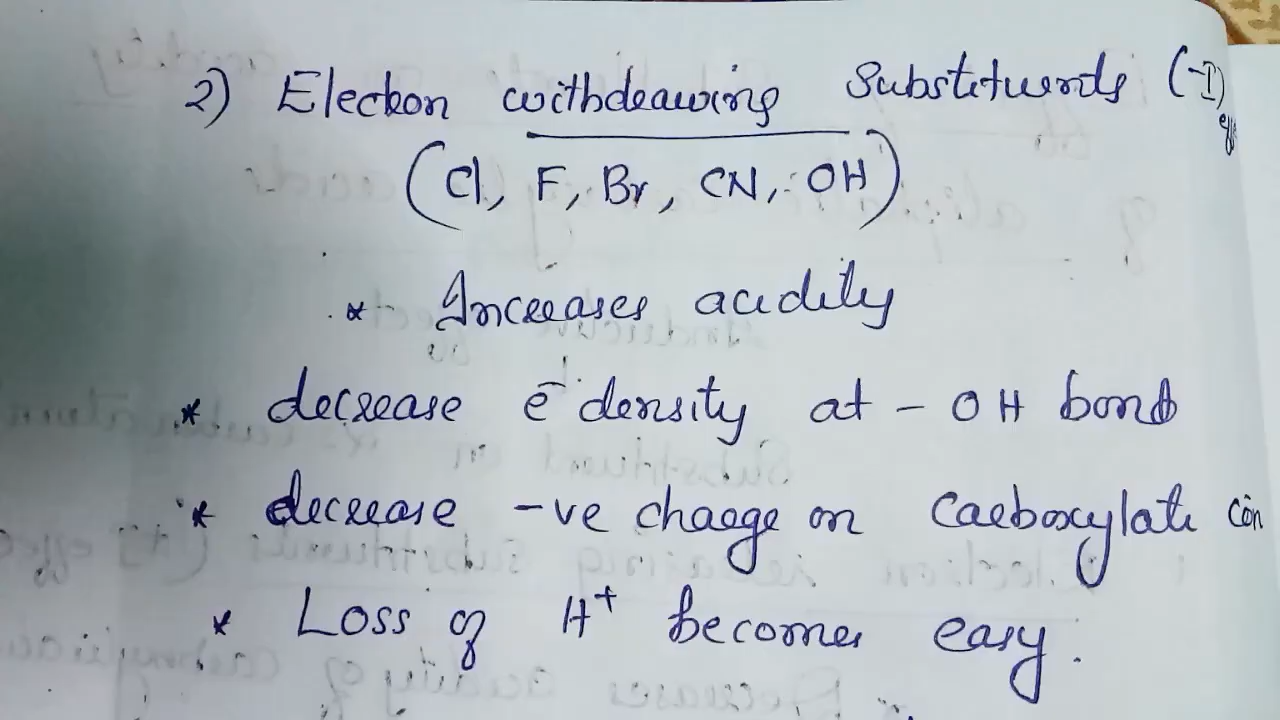 2) Electron withdrawing Substituents (-I)
eff
(Cl, F, Br, CN, OH)
* Increases acidity
* decrease e⁻ density at - OH bond
* decrease -ve charge on Carboxylate ion
* Loss of H⁺ becomes easy.